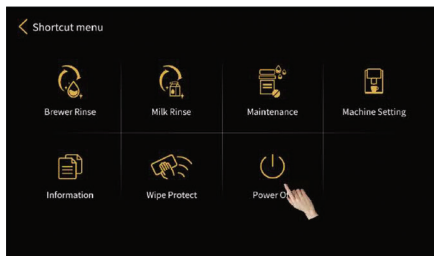 Shortcut menu
Brewer Rinse
Milk Rinse
Maintenance
Machine Setting
Information
Wipe Protect
Power